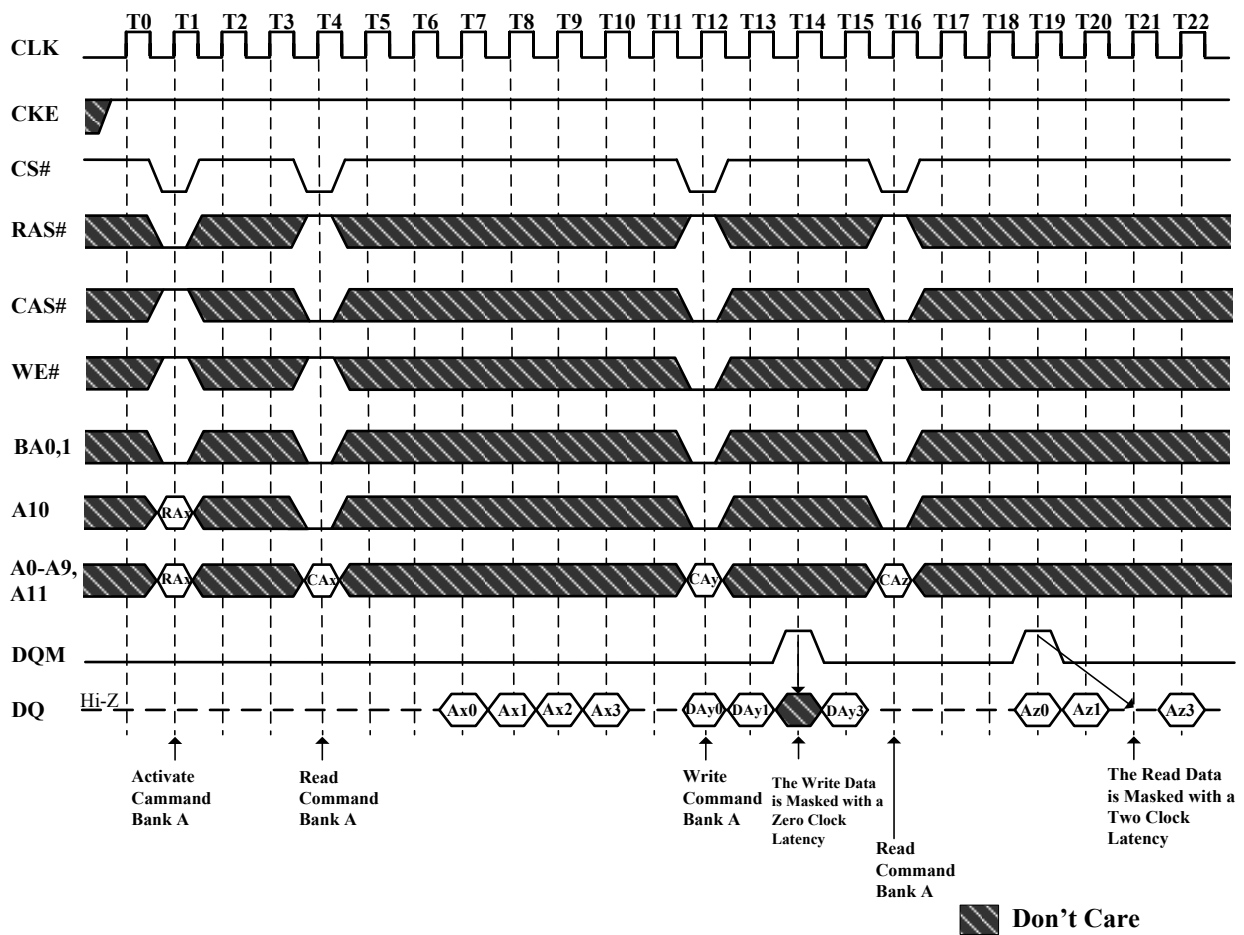 T0 T1 T2 T3 T4 T5 T6 T7 T8 T9 T10 T11 T12 T13 T14 T15 T16 T17 T18 T19 T20 T21 T22
CLK
CKE
CS#
RAS#
CAS#
WE#
BA0,1
A10
RAx
A0-A9,
A11
RAx CAx CAy CAz
DQM
DQ
Hi-Z
Ax0 Ax1 Ax2 Ax3 DAy0 DAy1 DAy3 Az0 Az1 Az3
Activate
Cammand
Bank A
Read
Command
Bank A
Write
Command
Bank A
The Write Data
is Masked with a
Zero Clock
Latency
Read
Command
Bank A
The Read Data
is Masked with a
Two Clock
Latency
Don't Care